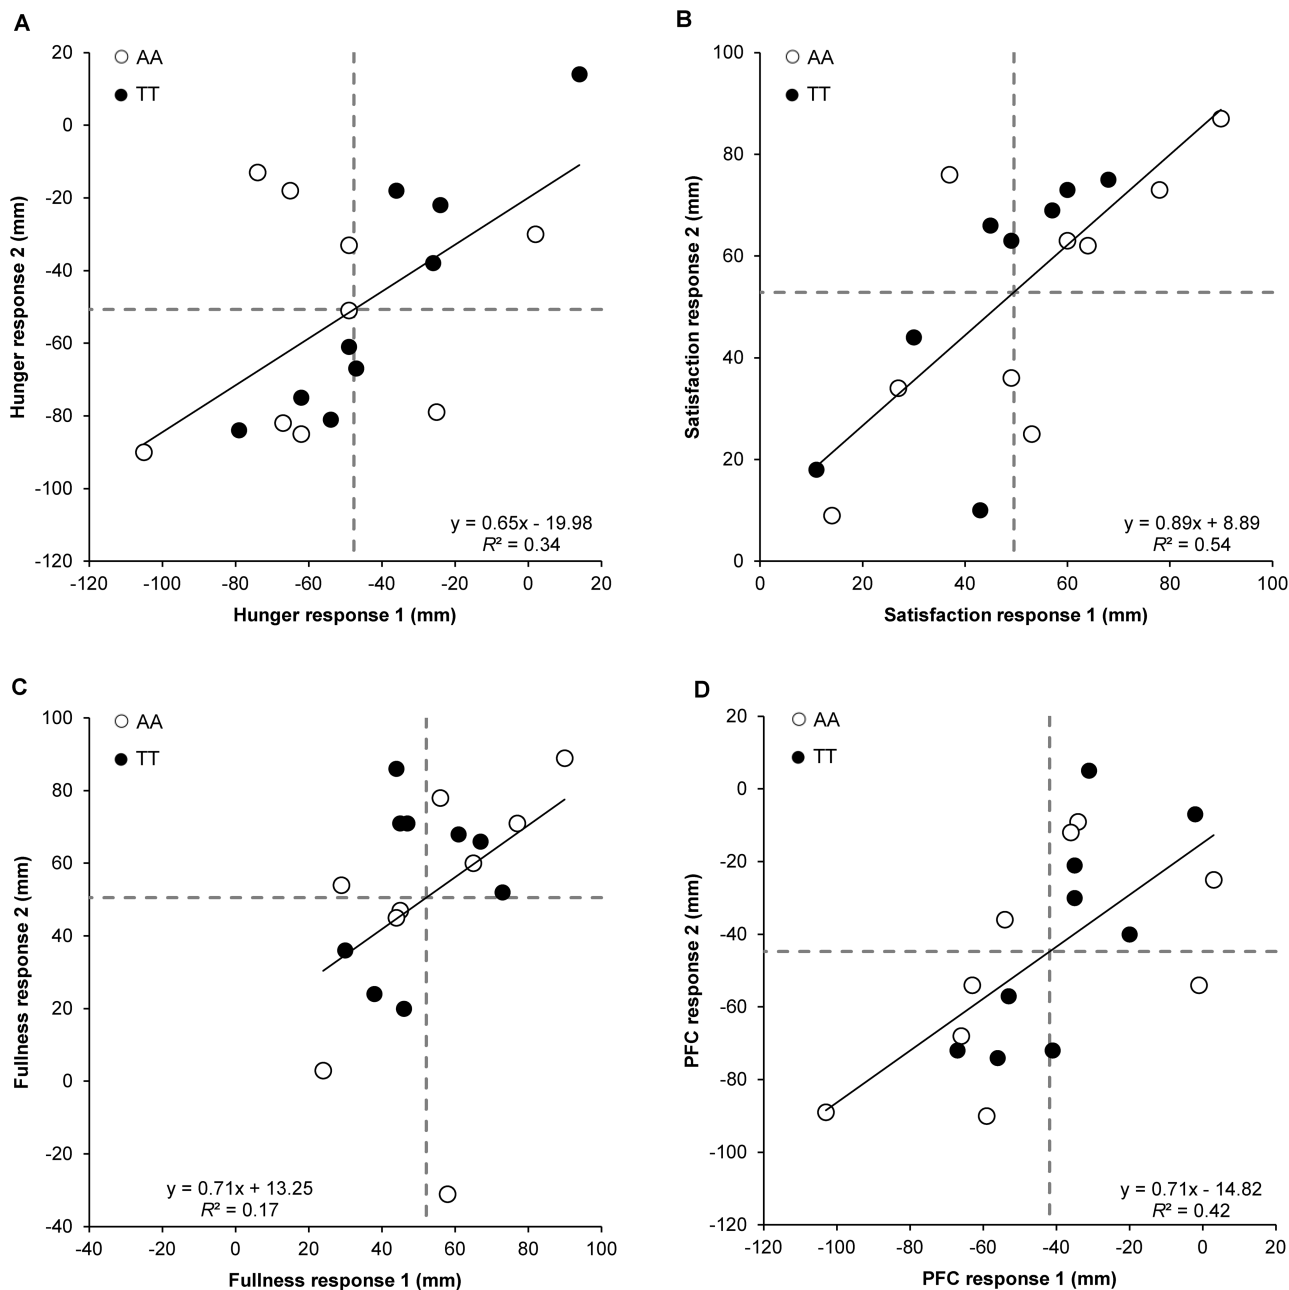 A
AA
TT
20
0
-20
-40
-60
-80
-100
-120
Hunger response 2 (mm)
y = 0.65x - 19.98
R² = 0.34
-120 -100 -80 -60 -40 -20 0 20
Hunger response 1 (mm)
B
AA
TT
100
80
60
40
20
0
Satisfaction response 2 (mm)
y = 0.89x + 8.89
R² = 0.54
0 20 40 60 80 100
Satisfaction response 1 (mm)
C
AA
TT
100
80
60
40
20
0
-20
-40
Fullness response 2 (mm)
y = 0.71x + 13.25
R² = 0.17
-40 -20 0 20 40 60 80 100
Fullness response 1 (mm)
D
AA
TT
20
0
-20
-40
-60
-80
-100
-120
PFC response 2 (mm)
y = 0.71x - 14.82
R² = 0.42
-120 -100 -80 -60 -40 -20 0 20
PFC response 1 (mm)